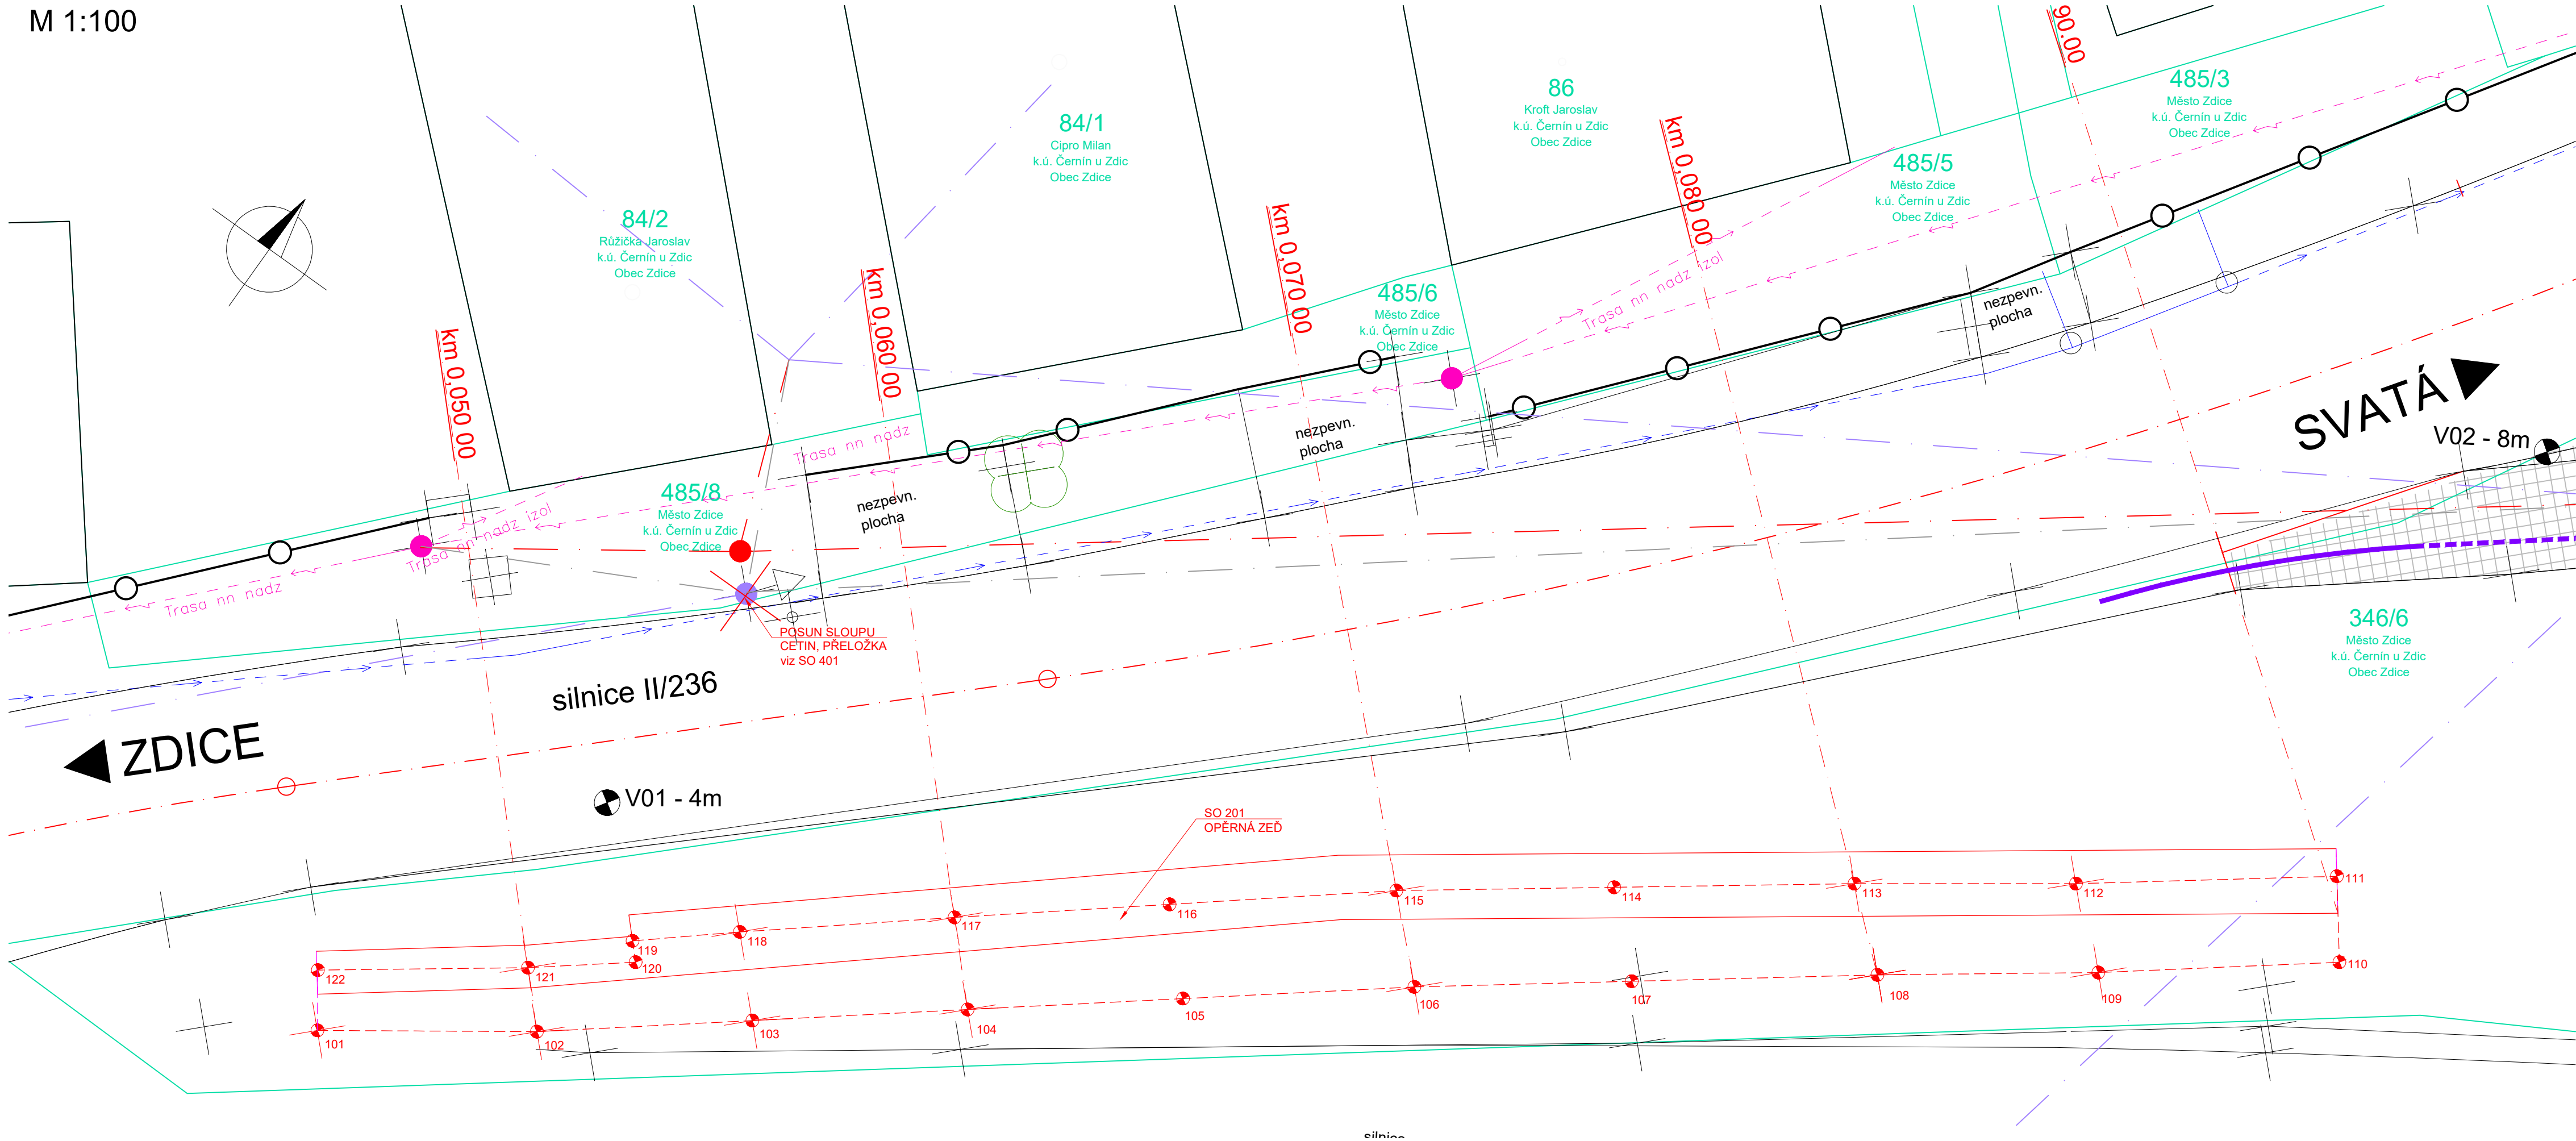 M 1:100
90.00
485/3
Město Zdice
k.ú. Černín u Zdic
Obec Zdice
86
Kroft Jaroslav
k.ú. Černín u Zdic
Obec Zdice
84/1
Cipro Milan
k.ú. Černín u Zdic
Obec Zdice
km 0,080 00
485/5
Město Zdice
k.ú. Černín u Zdic
Obec Zdice
84/2
Růžička Jaroslav
k.ú. Černín u Zdic
Obec Zdice
km 0,070 00
km 0,060 00
km 0,050 00
485/6
Město Zdice
k.ú. Černín u Zdic
Obec Zdice
Trasa nn nadz izol
nezpevn.
plocha
SVATÁ
V02 - 8m
Trasa nn nadz
nezpevn.
plocha
485/8
Město Zdice
k.ú. Černín u Zdic
Obec Zdice
nezpevn.
plocha
Trasa nn nadz izol
Trasa nn nadz
POSUN SLOUPU
CETIN, PŘELOŽKA
viz SO 401
346/6
Město Zdice
k.ú. Černín u Zdic
Obec Zdice
silnice II/236
ZDICE
V01 - 4m
SO 201
OPĚRNÁ ZEĎ
122
121
119
120
118
117
116
115
114
113
112
111
101
102
103
104
105
106
107
108
109
110
silnice